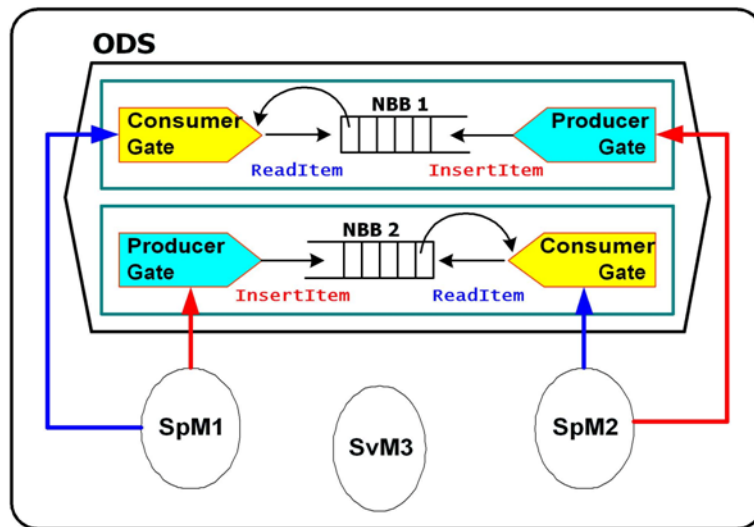 ODS
NBB 1
Consumer
Gate
Producer
Gate
ReadItem
InsertItem
NBB 2
Producer
Gate
Consumer
Gate
InsertItem
ReadItem
SpM1
SvM3
SpM2